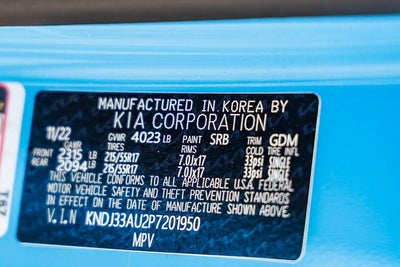 MANUFACTURED IN KOREA BY
KIA CORPORATION
11/22 GVWR 4023 LB PAINT SRB TRIM GDM
GAWR TIRES RIMS COLD TIRE INFL
FRONT 2315 LB 215/55R17 7.0Jx17 33psi SINGLE
REAR 2094 LB 215/55R17 7.0Jx17 33psi SINGLE
THIS VEHICLE CONFORMS TO ALL APPLICABLE U.S.A. FEDERAL
MOTOR VEHICLE SAFETY AND THEFT PREVENTION STANDARDS
IN EFFECT ON THE DATE OF MANUFACTURE SHOWN ABOVE.
V.I.N KNDJ33AU2P7201950
MPV
291